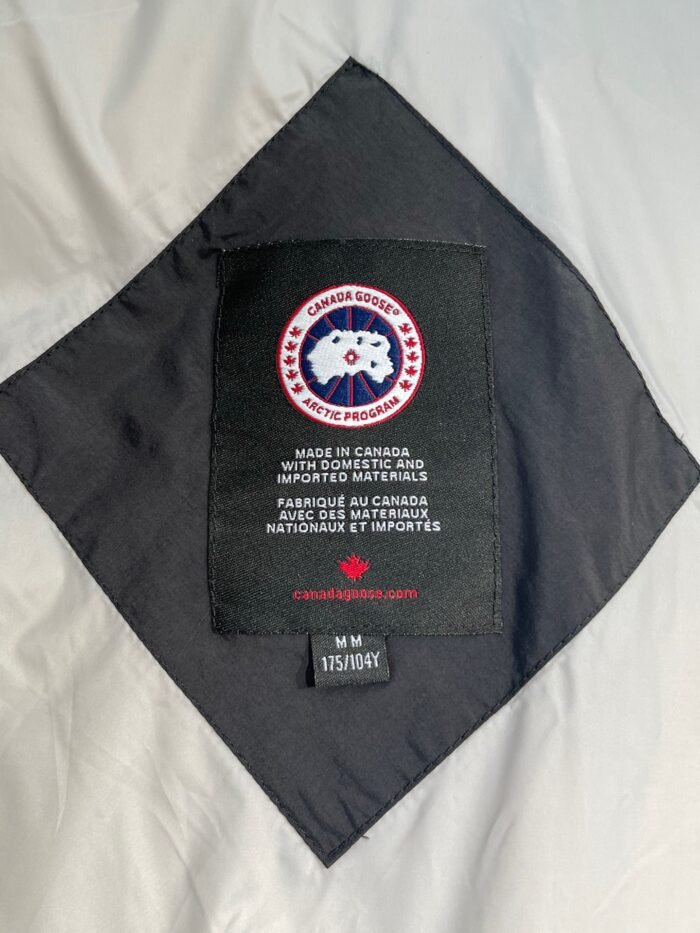 CANADA GOOSE®
ARCTIC PROGRAM
MADE IN CANADA
WITH DOMESTIC AND
IMPORTED MATERIALS
FABRIQUÉ AU CANADA
AVEC DES MATERIAUX
NATIONAUX ET IMPORTÉS
canadagoose.com
M M
175/104Y